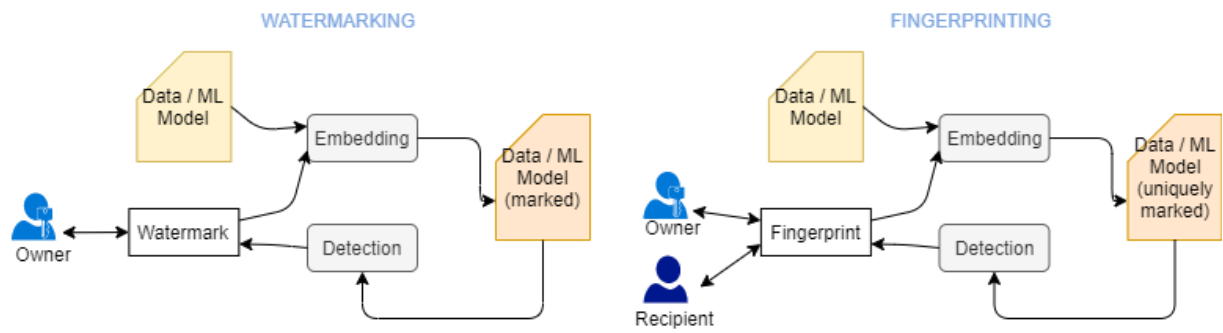 WATERMARKING
Data / ML
Model
Embedding
Data / ML
Model
(marked)
Owner
Watermark
Detection
FINGERPRINTING
Data / ML
Model
Embedding
Data / ML
Model
(uniquely
marked)
Owner
Fingerprint
Detection
Recipient